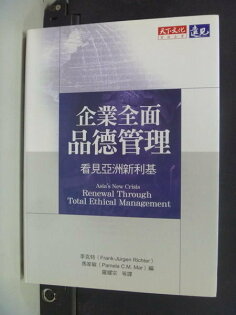 天下文化
遠見
企業全面
品德管理
看見亞洲新利基
Asia's New Crisis
Renewal Through
Total Ethical Management
李克特（Frank-Jürgen Richter）
馬家敏（Pamela C.M. Mar）編
羅耀宗 等譯